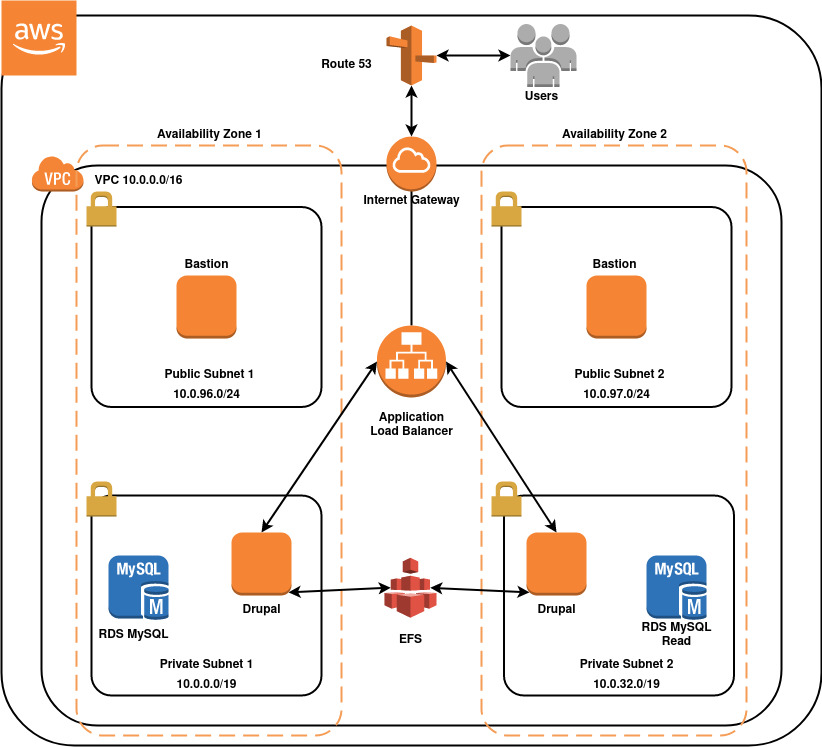 aws
Route 53
Users
Availability Zone 1
Availability Zone 2
VPC
VPC 10.0.0.0/16
Internet Gateway
Bastion
Bastion
Public Subnet 1
10.0.96.0/24
Public Subnet 2
10.0.97.0/24
Application
Load Balancer
MySQL
M
RDS MySQL
Drupal
EFS
Drupal
MySQL
M
RDS MySQL
Read
Private Subnet 1
10.0.0.0/19
Private Subnet 2
10.0.32.0/19